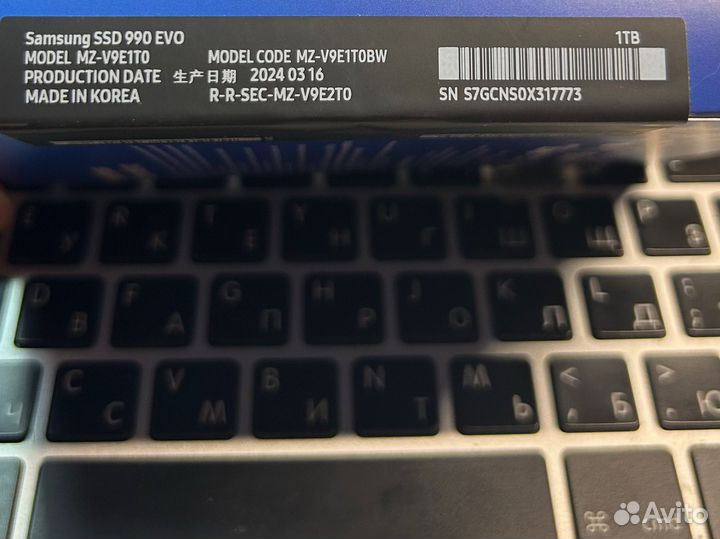 Samsung SSD 990 EVO 1TB
MODEL MZ-V9E1T0 MODEL CODE MZ-V9E1T0BW
PRODUCTION DATE 生产日期 2024 03 16
MADE IN KOREA R-R-SEC-MZ-V9E2T0 SN S7GCNS0X317773
E R T Y U I O P
У К Е Н Г Ш Щ З
D F G H J K L
В А П Р О Л Д
C V B N M < >
Ч С М И Т Ь Б Ю
⌘ cmd
Avito